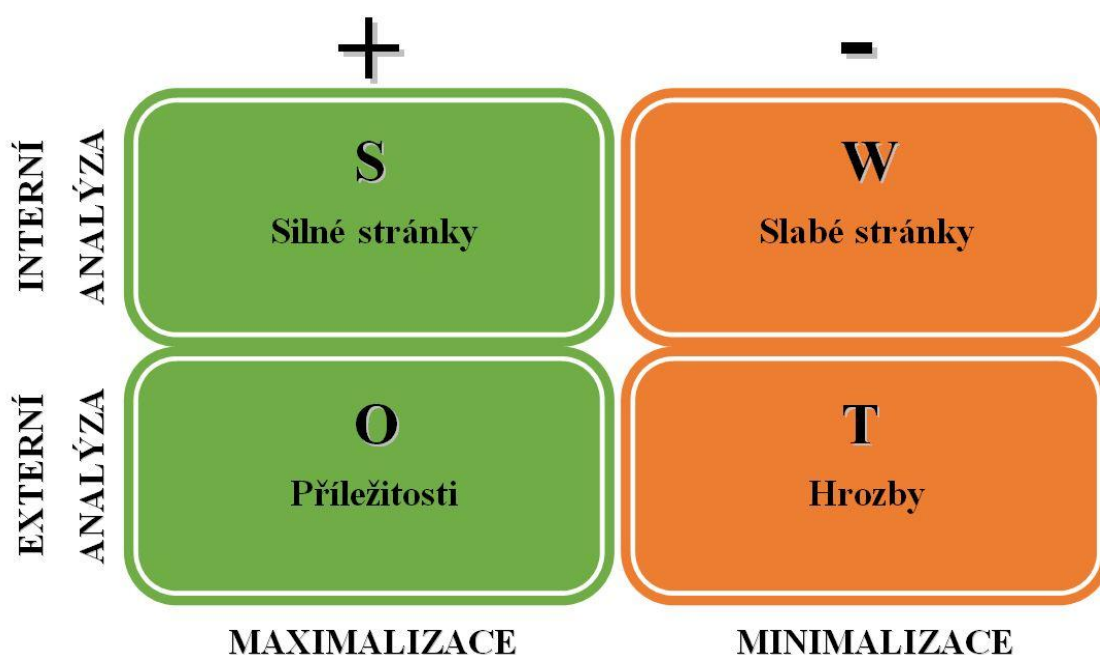 +
-
INTERNÍ
ANALÝZA
S
Silné stránky
W
Slabé stránky
EXTERNÍ
ANALÝZA
O
Příležitosti
T
Hrozby
MAXIMALIZACE
MINIMALIZACE